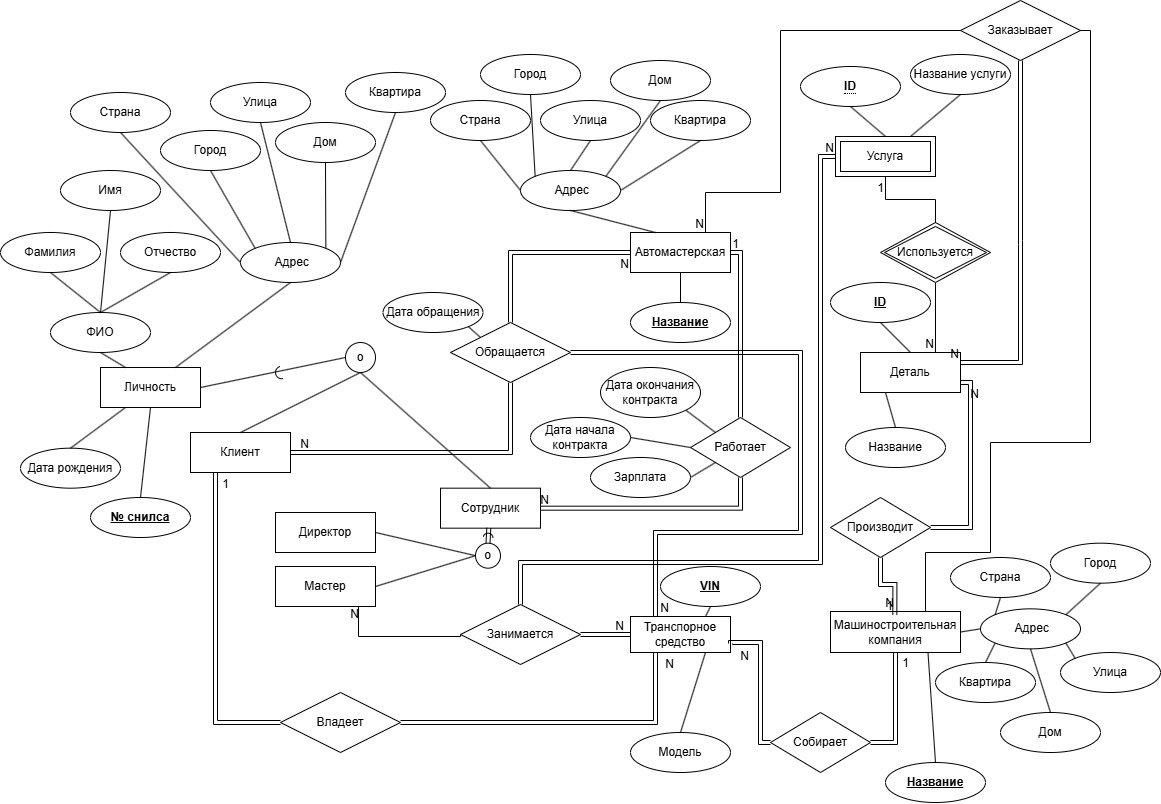 Заказывает
Город
Дом
Название услуги
ID
Квартира
Улица
Страна
Страна
Улица
Квартира
Город
Дом
N
Услуга
Имя
Адрес
1
N
Фамилия
Отчество
Адрес
Автомастерская
1
N
Используется
ID
Дата обращения
Название
ФИО
N
N
Обращается
o
Личность
Деталь
N
Дата окончания
контракта
Дата начала
контракта
N
Клиент
Работает
Название
Дата рождения
1
Зарплата
N
Сотрудник
№ снилса
Директор
Производит
o
Город
Страна
Мастер
VIN
N
N
N
1
Занимается
N
Транспорное
средство
Машиностроительная
компания
Адрес
N
N
1
Улица
Квартира
Владеет
Дом
Собирает
Модель
Название